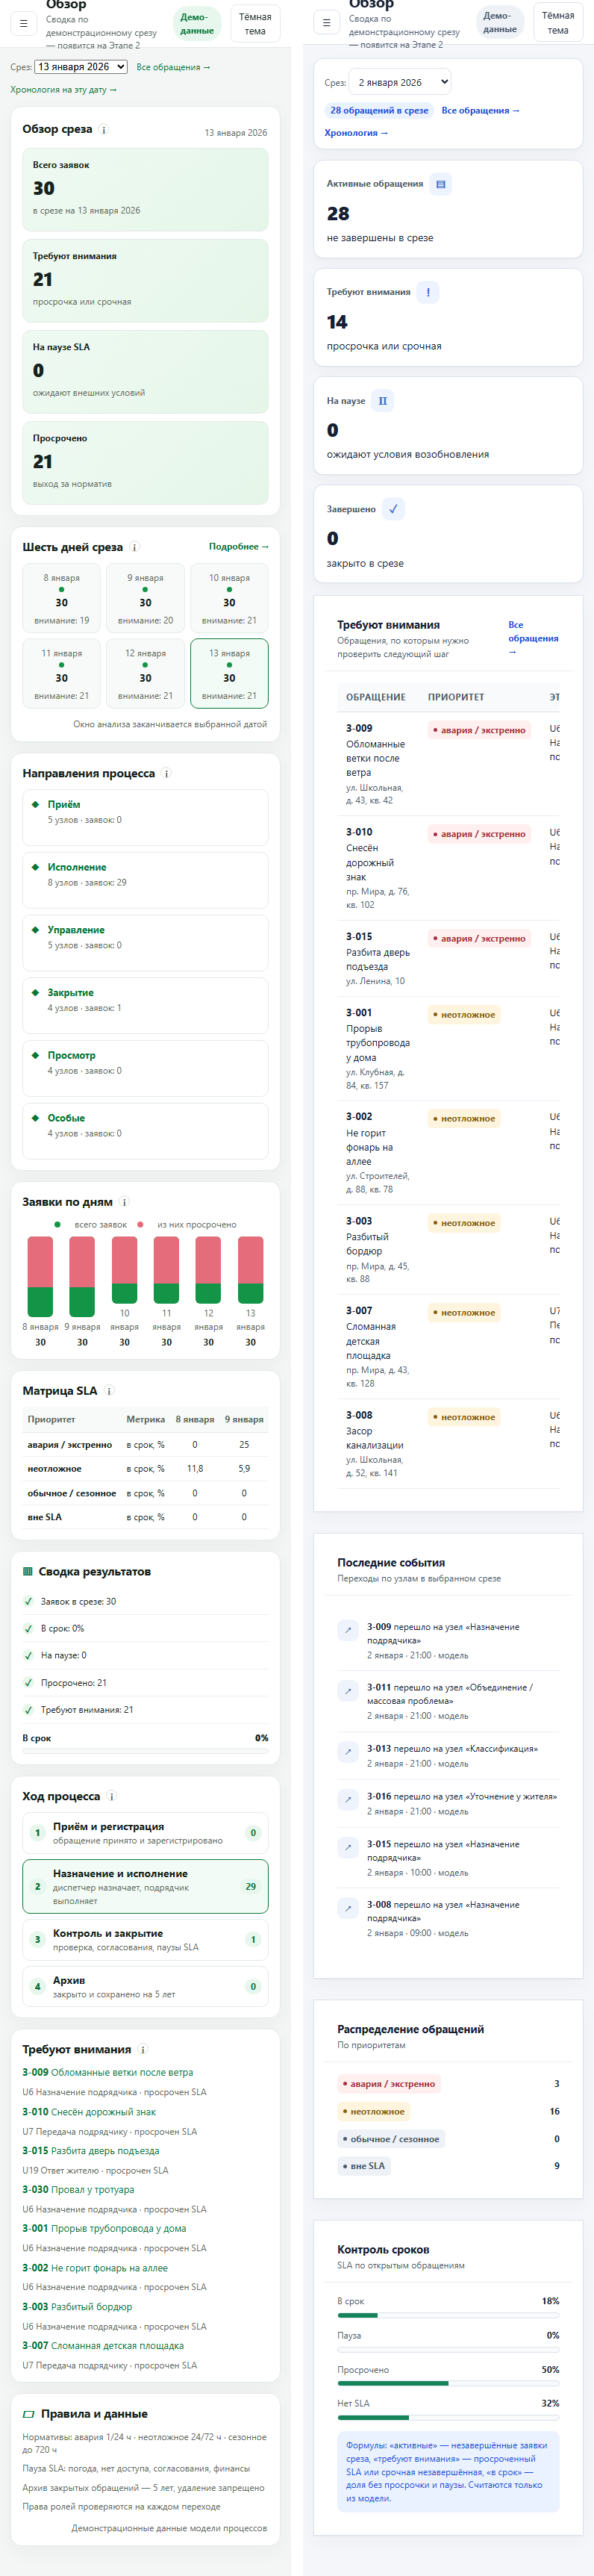 ☰
Обзор
Сводка по
демонстрационному срезу
— появится на Этапе 2
Демо-
данные
Тёмная
тема
Срез: 13 января 2026
Все обращения →
Хронология на эту дату →
Обзор среза i
13 января 2026
Всего заявок
30
в срезе на 13 января 2026
Требуют внимания
21
просрочка или срочная
На паузе SLA
0
ожидают внешних условий
Просрочено
21
выход за норматив
Шесть дней среза i
Подробнее →
8 января
30
внимание: 19
9 января
30
внимание: 20
10 января
30
внимание: 21
11 января
30
внимание: 21
12 января
30
внимание: 21
13 января
30
внимание: 21
Окно анализа заканчивается выбранной датой
Направления процесса i
Приём
5 узлов · заявок: 0
Исполнение
8 узлов · заявок: 29
Управление
5 узлов · заявок: 0
Закрытие
4 узлов · заявок: 1
Просмотр
4 узлов · заявок: 0
Особые
4 узлов · заявок: 0
Заявки по дням i
всего заявок
из них просрочено
8 января
30
9 января
30
10
января
30
11
января
30
12
января
30
13
января
30
Матрица SLA i
Приоритет Метрика 8 января 9 января
авария / экстренно в срок, % 0 25
неотложное в срок, % 11,8 5,9
обычное / сезонное в срок, % 0 0
вне SLA в срок, % 0 0
Сводка результатов
✓ Заявок в срезе: 30
✓ В срок: 0%
✓ На паузе: 0
✓ Просрочено: 21
✓ Требуют внимания: 21
В срок 0%
Ход процесса i
1 Приём и регистрация 0
обращение принято и зарегистрировано
2 Назначение и исполнение 29
диспетчер назначает, подрядчик
выполняет
3 Контроль и закрытие 1
проверка, согласования, паузы SLA
4 Архив 0
закрыто и сохранено на 5 лет
Требуют внимания i
З-009 Обломанные ветки после ветра
U6 Назначение подрядчика · просрочен SLA
З-010 Снесён дорожный знак
U7 Передача подрядчику · просрочен SLA
З-015 Разбита дверь подъезда
U19 Ответ жителю · просрочен SLA
З-030 Провал у тротуара
U6 Назначение подрядчика · просрочен SLA
З-001 Прорыв трубопровода у дома
U6 Назначение подрядчика · просрочен SLA
З-002 Не горит фонарь на аллее
U6 Назначение подрядчика · просрочен SLA
З-003 Разбитый бордюр
U6 Назначение подрядчика · просрочен SLA
З-007 Сломанная детская площадка
U7 Передача подрядчику · просрочен SLA
Правила и данные
Нормативы: авария 1/24 ч · неотложное 24/72 ч · сезонное
до 720 ч
Пауза SLA: погода, нет доступа, согласования, финансы
Архив закрытых обращений — 5 лет, удаление запрещено
Права ролей проверяются на каждом переходе
Демонстрационные данные модели процессов
☰
Обзор
Сводка по
демонстрационному срезу
— появится на Этапе 2
Демо-
данные
Тёмная
тема
Срез: 2 января 2026
28 обращений в срезе
Все обращения →
Хронология →
Активные обращения
28
не завершены в срезе
Требуют внимания !
14
просрочка или срочная
На паузе
0
ожидают условия возобновления
Завершено ✓
0
закрыто в срезе
Требуют внимания
Обращения, по которым нужно
проверить следующий шаг
Все
обращения
→
ОБРАЩЕНИЕ ПРИОРИТЕТ ЭТ
З-009
Обломанные
ветки после
ветра
ул. Школьная,
д. 43, кв. 42
авария / экстренно
U6
На
по
З-010
Снесён
дорожный
знак
пр. Мира, д. 76,
кв. 102
авария / экстренно
U6
На
по
З-015
Разбита дверь
подъезда
ул. Ленина, 10
авария / экстренно
U6
На
по
З-001
Прорыв
трубопровода
у дома
ул. Клубная, д.
84, кв. 157
неотложное
U6
На
по
З-002
Не горит
фонарь на
аллее
ул. Строителей,
д. 88, кв. 78
неотложное
U6
На
по
З-003
Разбитый
бордюр
пр. Мира, д. 45,
кв. 88
неотложное
U6
На
по
З-007
Сломанная
детская
площадка
пр. Мира, д. 43,
кв. 128
неотложное
U7
Пе
по
З-008
Засор
канализации
ул. Школьная,
д. 52, кв. 141
неотложное
U6
На
по
Последние события
Переходы по узлам в выбранном срезе
З-009 перешло на узел «Назначение
подрядчика»
2 января · 21:00 · модель
З-011 перешло на узел «Объединение /
массовая проблема»
2 января · 21:00 · модель
З-013 перешло на узел «Классификация»
2 января · 21:00 · модель
З-016 перешло на узел «Уточнение у жителя»
2 января · 21:00 · модель
З-015 перешло на узел «Назначение
подрядчика»
2 января · 10:00 · модель
З-008 перешло на узел «Назначение
подрядчика»
2 января · 09:00 · модель
Распределение обращений
По приоритетам
авария / экстренно 3
неотложное 16
обычное / сезонное 0
вне SLA 9
Контроль сроков
SLA по открытым обращениям
В срок 18%
Пауза 0%
Просрочено 50%
Нет SLA 32%
Формулы: «активные» — незавершённые заявки
среза, «требуют внимания» — просроченный
SLA или срочная незавершённая, «в срок» —
доля без просрочки и паузы. Считаются только
из модели.